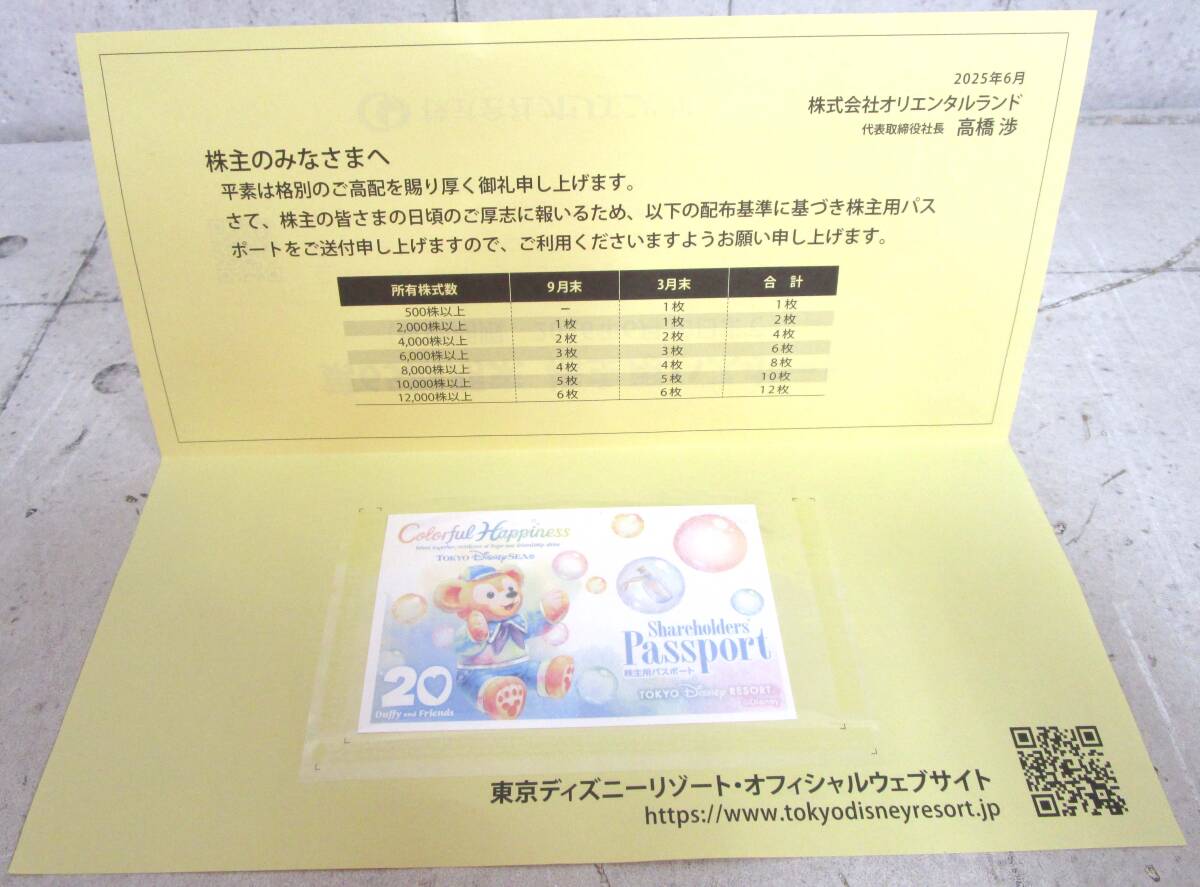 2025年6月
株式会社オリエンタルランド
代表取締役社長 高橋 渉
株主のみなさまへ
平素は格別のご高配を賜り厚く御礼申し上げます。
さて、株主の皆さまの日頃のご厚志に報いるため、以下の配布基準に基づき株主用パス
ポートをご送付申し上げますので、ご利用くださいますようお願い申し上げます。
所有株式数 9月末 3月末 合 計
500株以上 － 1枚 1枚
2,000株以上 1枚 1枚 2枚
4,000株以上 2枚 2枚 4枚
6,000株以上 3枚 3枚 6枚
8,000株以上 4枚 4枚 8枚
10,000株以上 5枚 5枚 10枚
12,000株以上 6枚 6枚 12枚
Colorful Happiness
TOKYO DisneySEA®
Shareholders'
Passport
株主用パスポート
20
Duffy and Friends
TOKYO Disney RESORT
©Disney
東京ディズニーリゾート・オフィシャルウェブサイト
https://www.tokyodisneyresort.jp